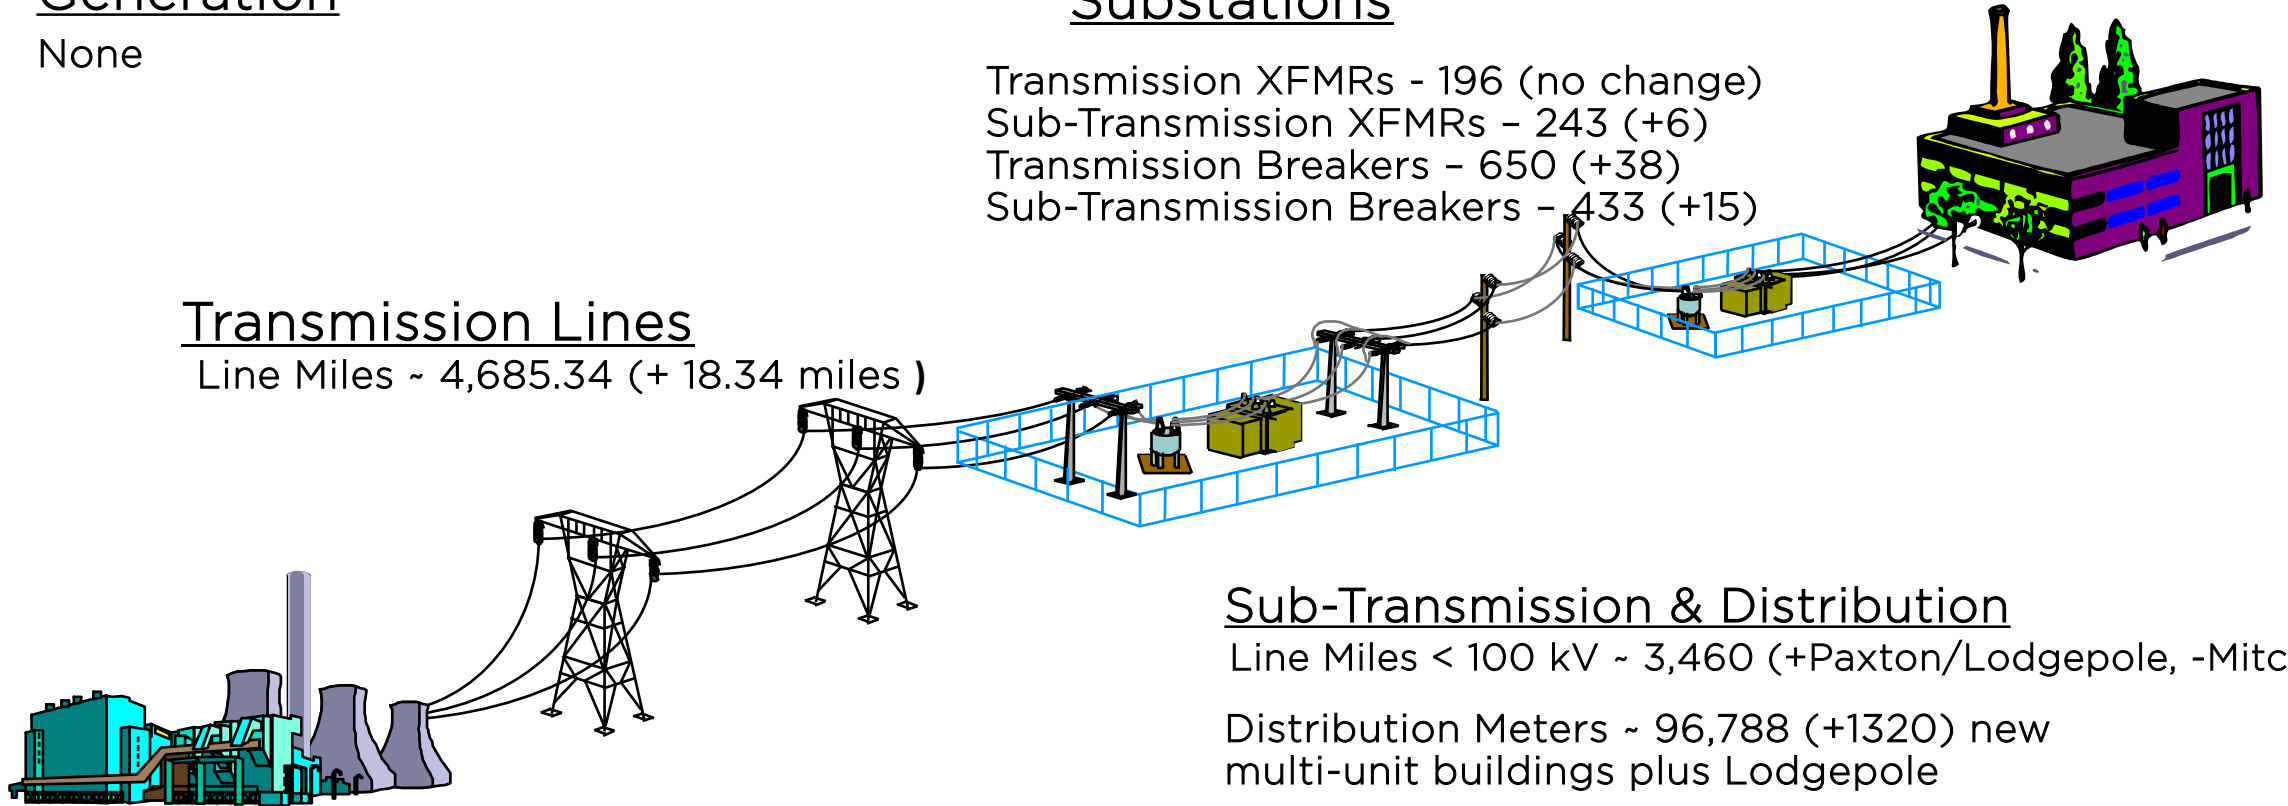 Generation
None
Substations
Transmission XFMRs - 196 (no change)
Sub-Transmission XFMRs – 243 (+6)
Transmission Breakers – 650 (+38)
Sub-Transmission Breakers – 433 (+15)
Transmission Lines
Line Miles ~ 4,685.34 (+ 18.34 miles )
Sub-Transmission & Distribution
Line Miles < 100 kV ~ 3,460 (+Paxton/Lodgepole, -Mitc
Distribution Meters ~ 96,788 (+1320) new
multi-unit buildings plus Lodgepole